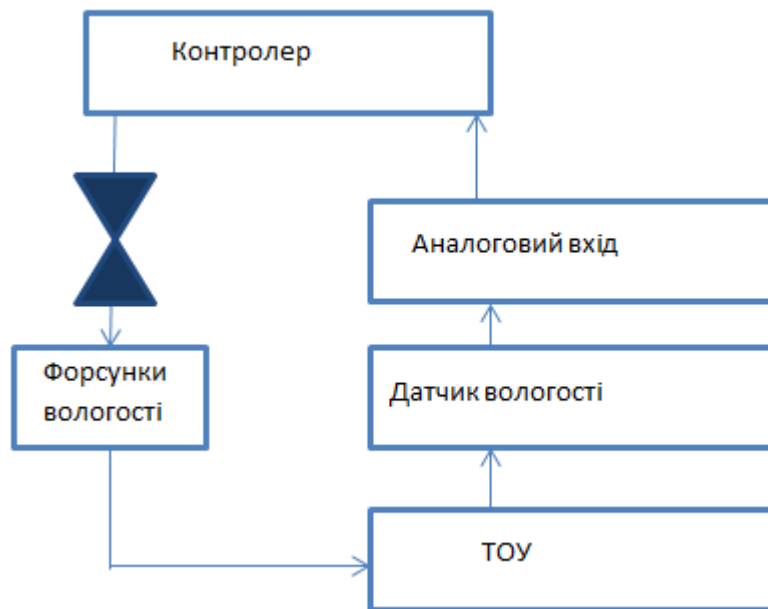 Контролер
Аналоговий вхід
Форсунки
вологості
Датчик вологості
ТОУ